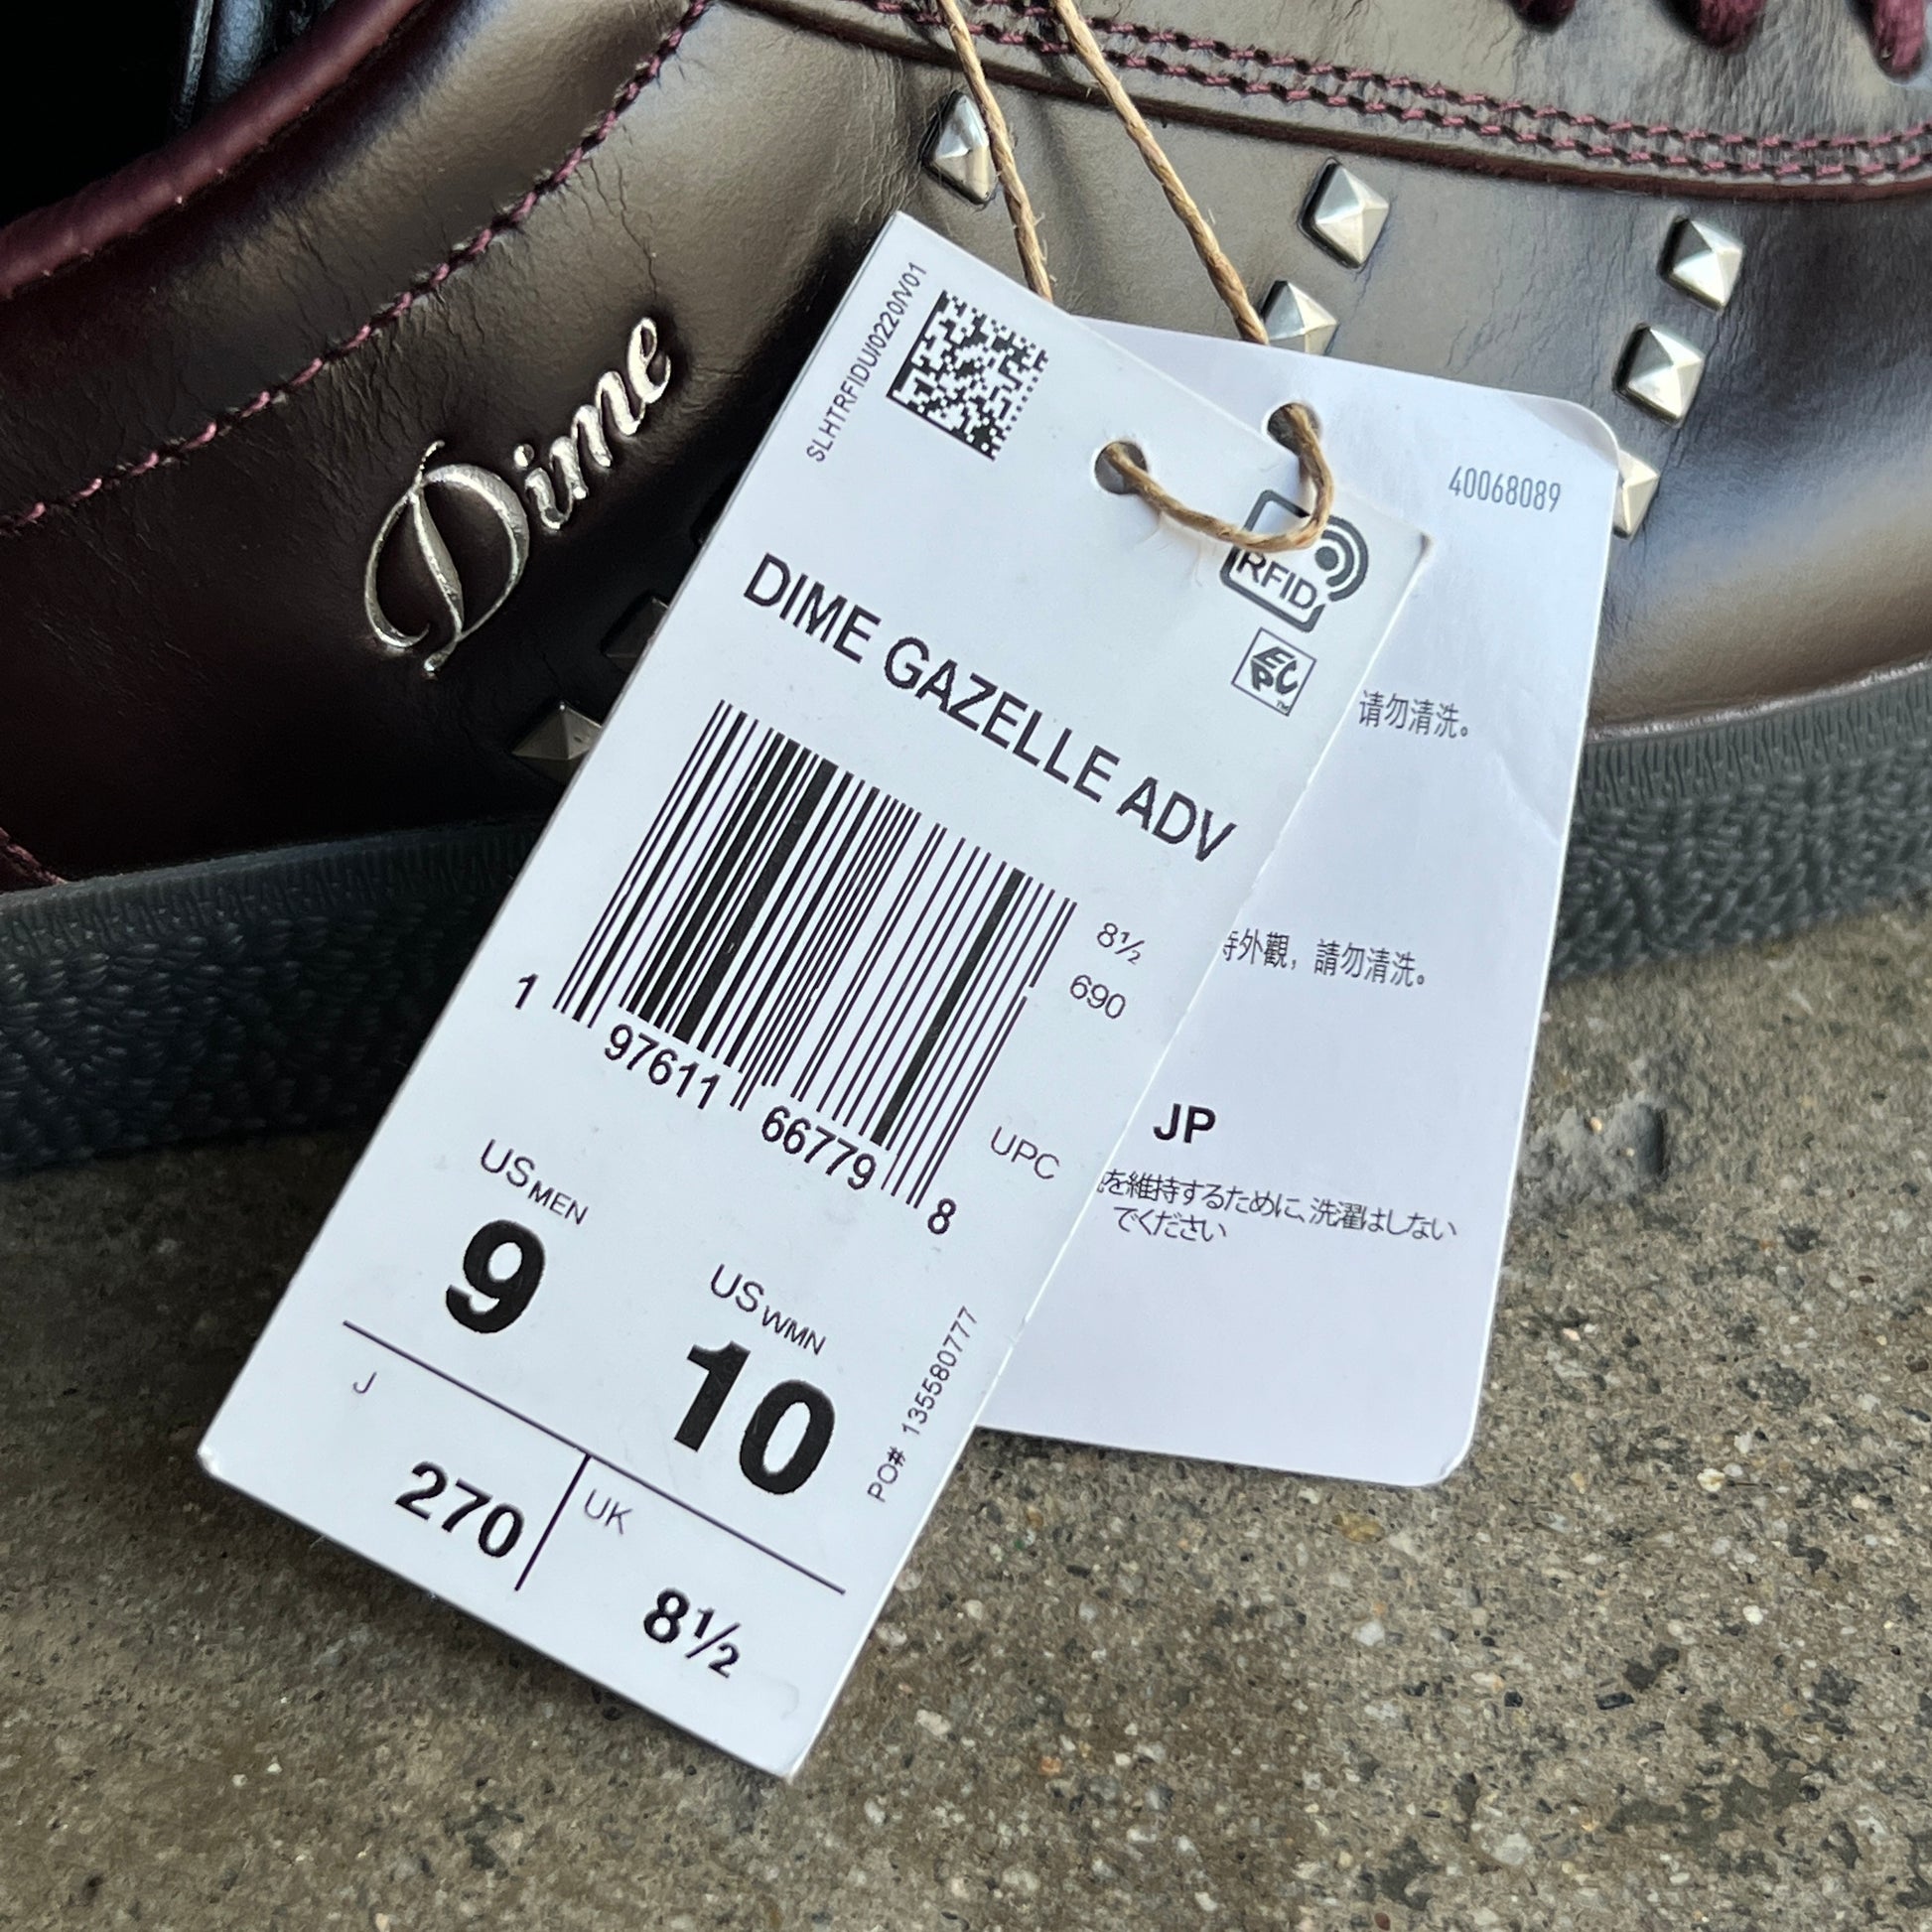 Dime
SLHTRFIDU/0220/V01
RFID
EPC
TM
DIME GAZELLE ADV
8½
690
1 97611 66779 8
UPC
US MEN
9
US WMN
10
PO# 135580777
J
270
UK
8½
40068089
请勿清洗。
外觀，請勿清洗。
JP
を維持するために、洗濯はしない
でください